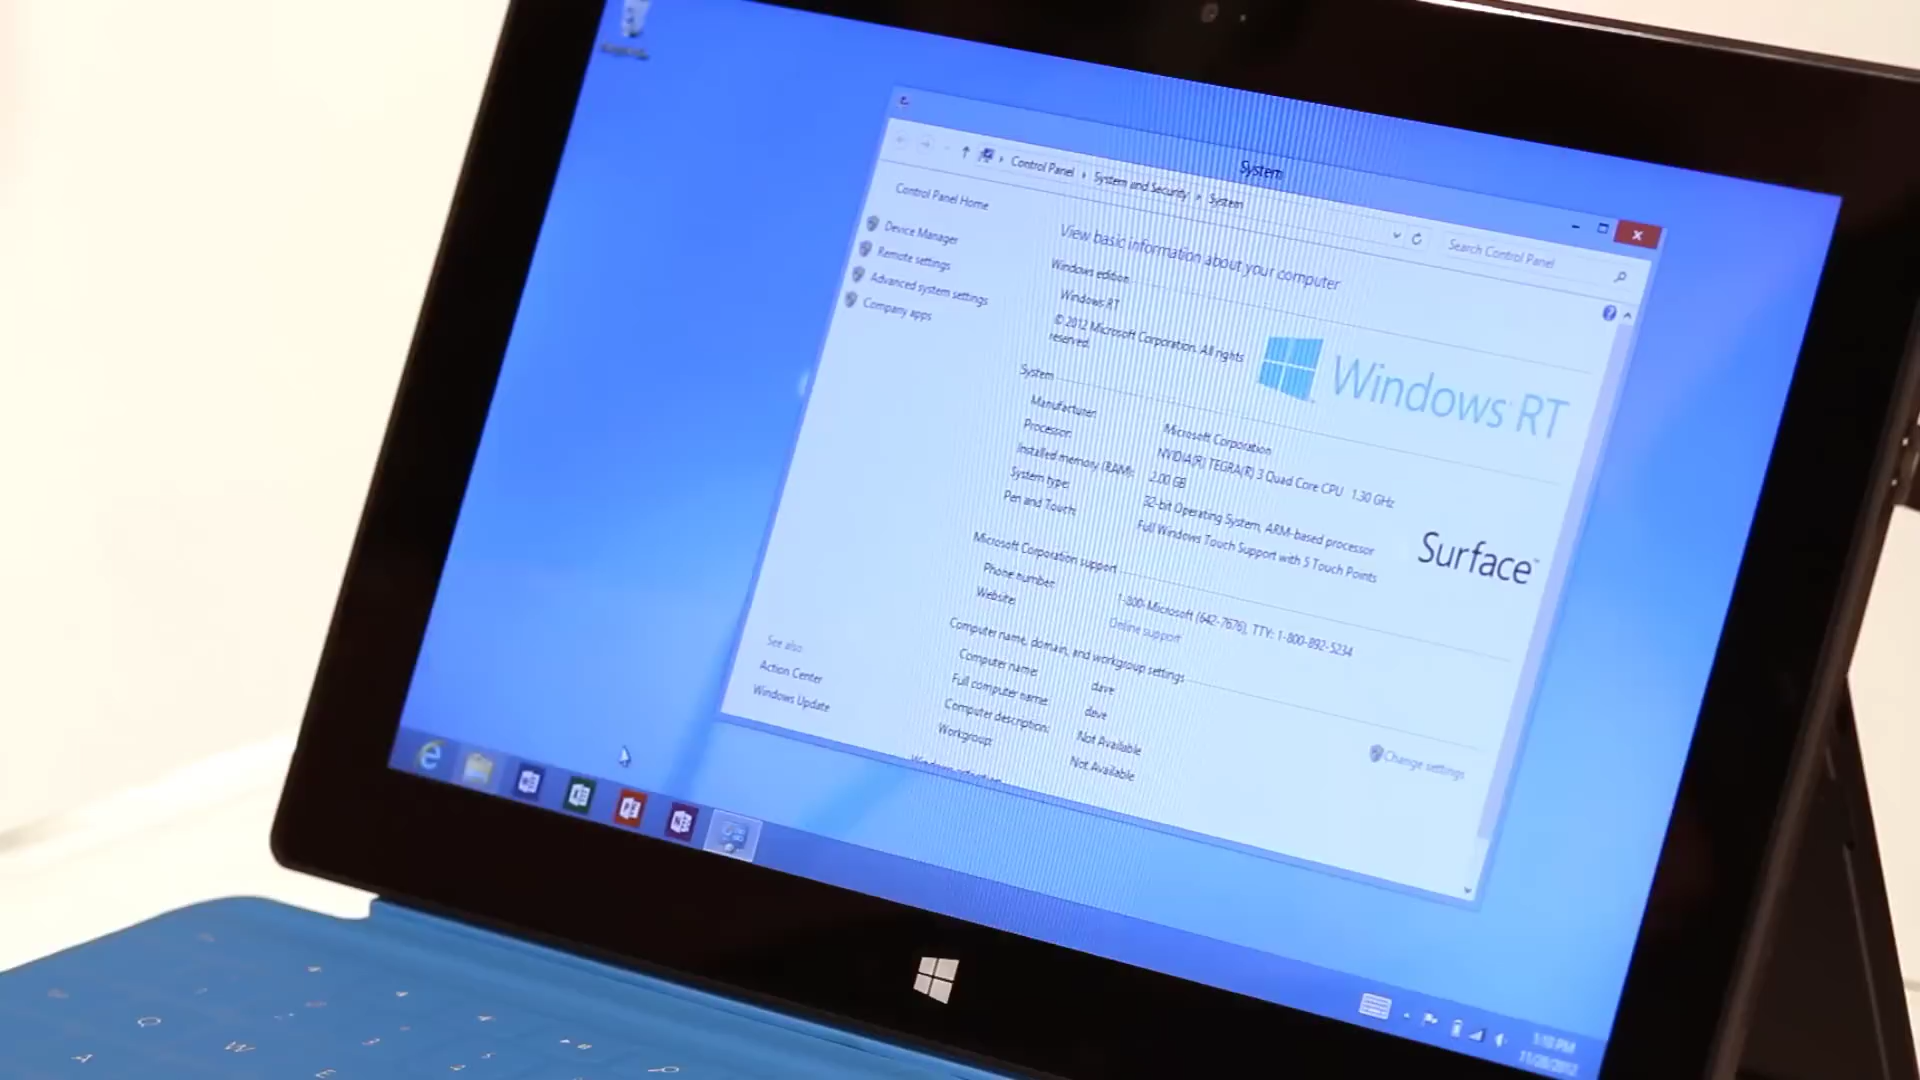 System
Control Panel
System and Security
System
Search Control Panel
Control Panel Home
Device Manager
Remote settings
Advanced system settings
Company apps
View basic information about your computer
Windows edition
Windows RT
© 2012 Microsoft Corporation. All rights
reserved.
Windows RT
System
Manufacturer: Microsoft Corporation
Processor: NVIDIA(R) TEGRA(R) 3 Quad Core CPU 1.30 GHz
Installed memory (RAM): 2.00 GB
System type: 32-bit Operating System, ARM-based processor
Pen and Touch: Full Windows Touch Support with 5 Touch Points
Surface™
Microsoft Corporation support
Phone number: 1-800-Microsoft (642-7676), TTY: 1-800-892-5234
Website: Online support
Computer name, domain, and workgroup settings
Computer name: dave
Full computer name: dave
Computer description: Not Available
Workgroup: Not Available
Change settings
See also
Action Center
Windows Update
5:10 PM
Q
W
E
A